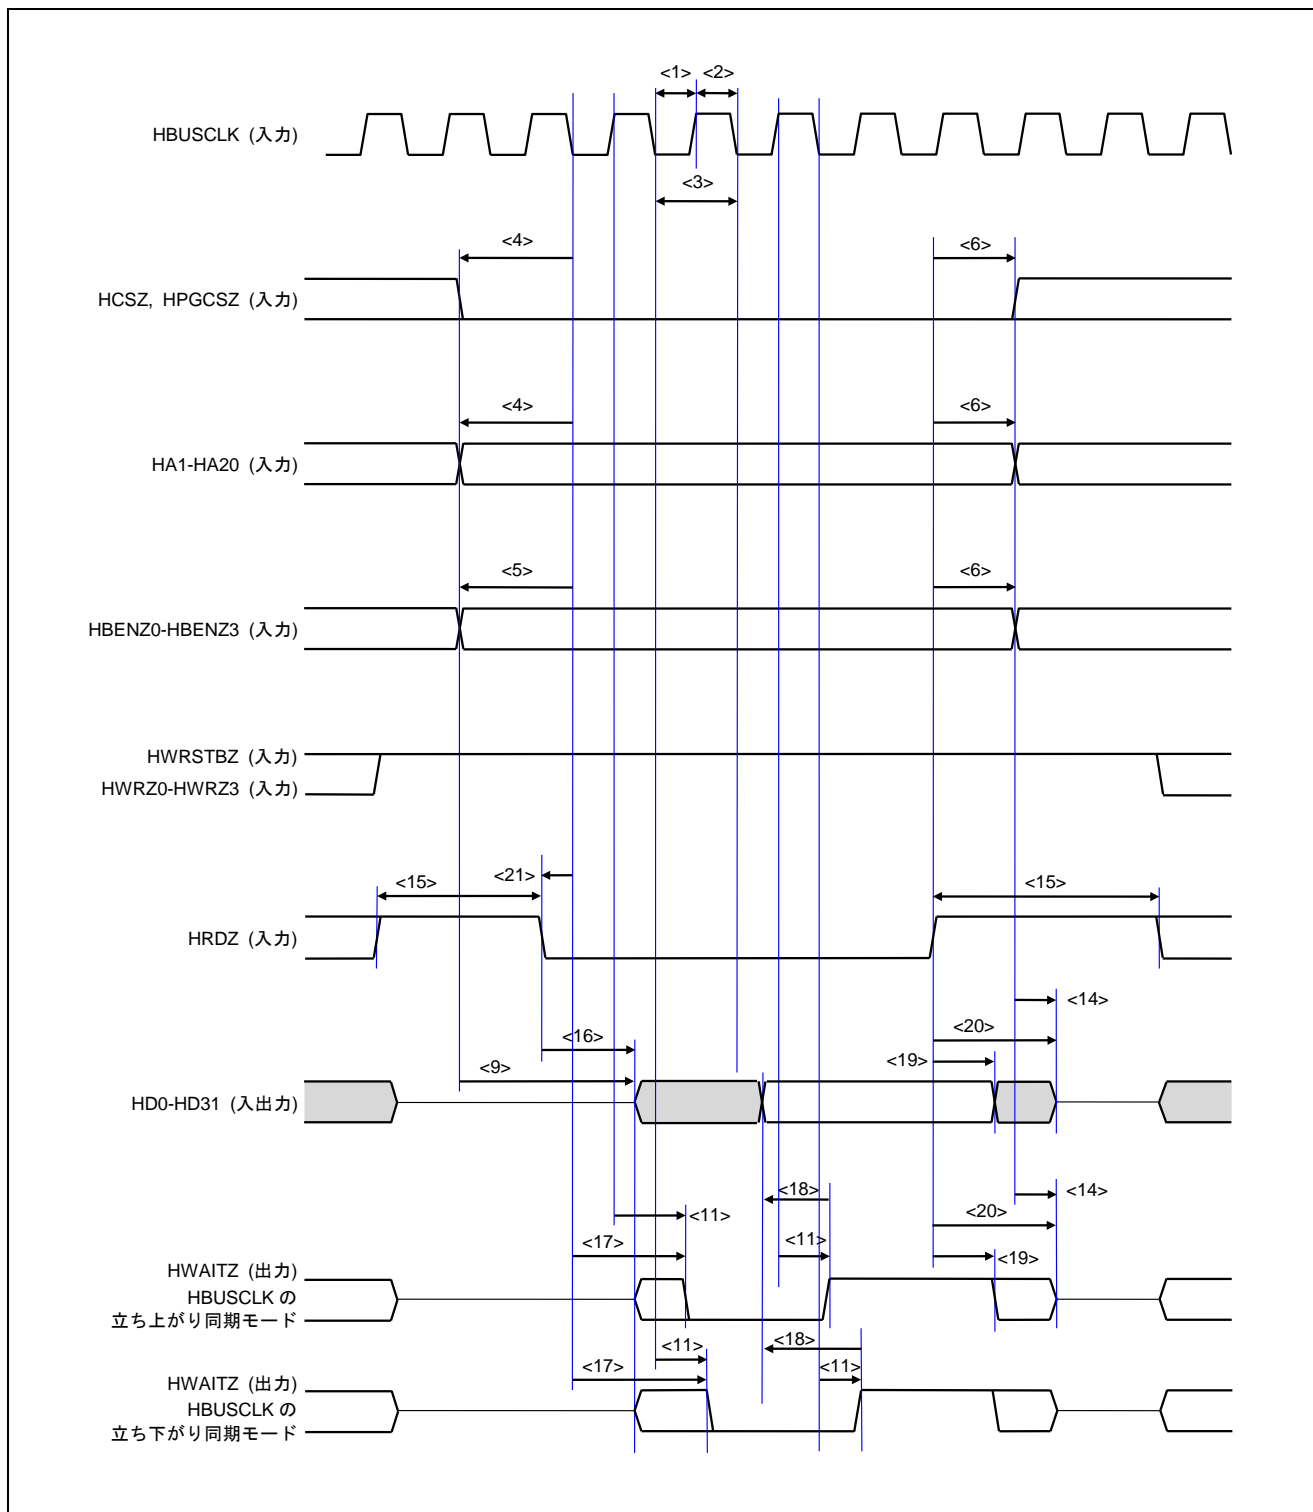 <1> <2>
HBUSCLK (入力)
<3>
<4> <6>
HCSZ, HPGCSZ (入力)
<4> <6>
HA1-HA20 (入力)
<5> <6>
HBENZ0-HBENZ3 (入力)
HWRSTBZ (入力)
HWRZ0-HWRZ3 (入力)
<15> <21> <15>
HRDZ (入力)
<14>
<16> <20>
<9> <19>
HD0-HD31 (入出力)
<18> <14>
<11> <20>
<17> <11> <19>
HWAITZ (出力)
HBUSCLK の
立ち上がり同期モード
<11> <18>
<17> <11>
HWAITZ (出力)
HBUSCLK の
立ち下がり同期モード